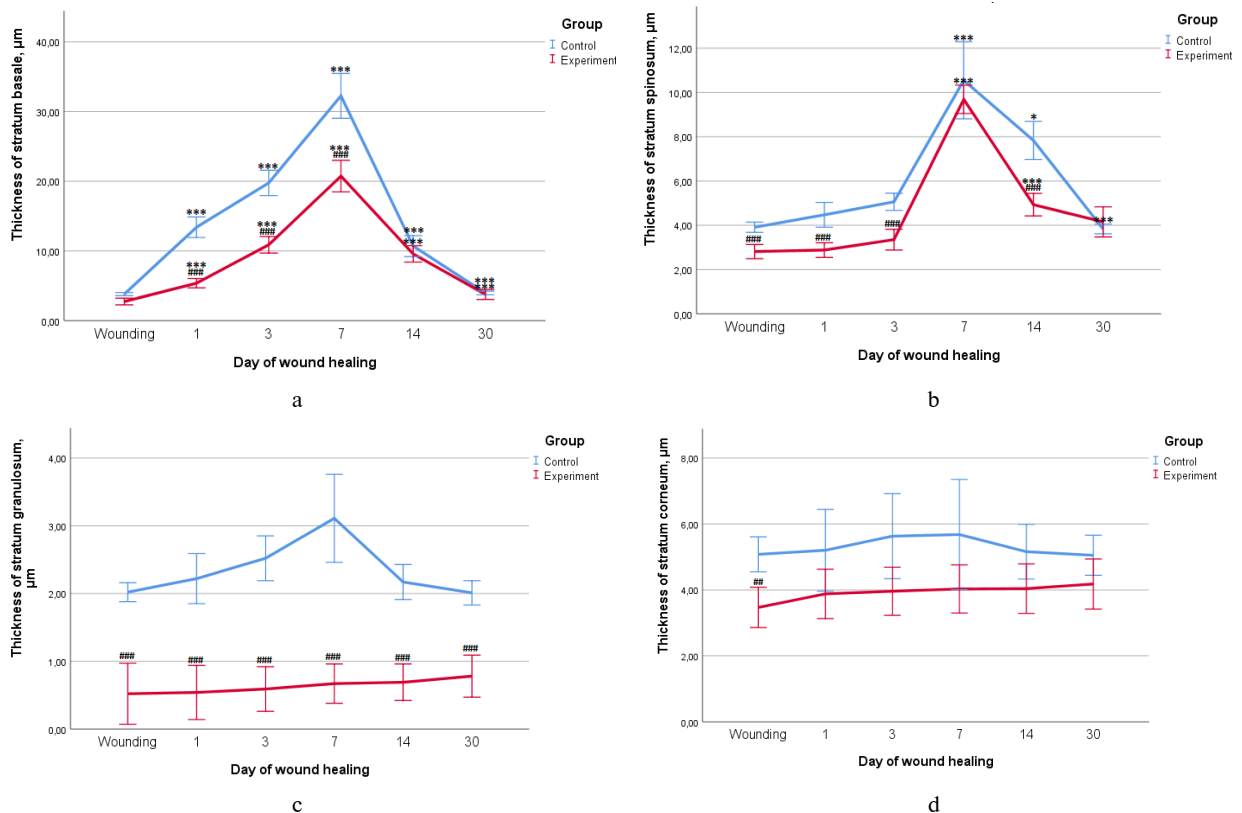 Group
Control
Experiment
Thickness of stratum basale, µm
40,00
30,00
20,00
10,00
0,00
***
***
***
***
###
***
###
***
###
***
***
***
***
Wounding 1 3 7 14 30
Day of wound healing
a
Group
Control
Experiment
Thickness of stratum spinosum, µm
12,00
10,00
8,00
6,00
4,00
2,00
0,00
***
***
*
***
###
###
###
###
***
Wounding 1 3 7 14 30
Day of wound healing
b
Group
Control
Experiment
Thickness of stratum granulosum,
µm
4,00
3,00
2,00
1,00
0,00
### ### ### ### ### ###
Wounding 1 3 7 14 30
Day of wound healing
c
Group
Control
Experiment
Thickness of stratum corneum, µm
8,00
6,00
4,00
2,00
0,00
##
Wounding 1 3 7 14 30
Day of wound healing
d